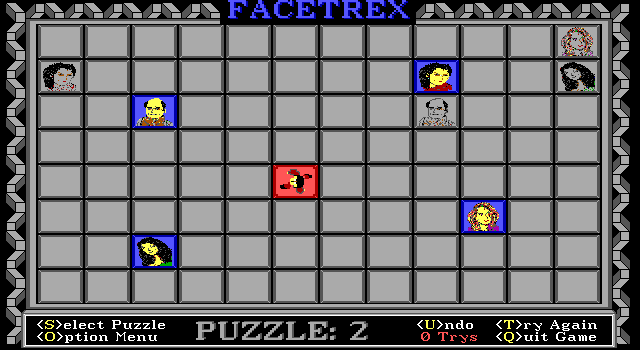 FACETREX
<S>elect Puzzle
<O>ption Menu
PUZZLE: 2
<U>ndo
0 Trys
<T>ry Again
<Q>uit Game